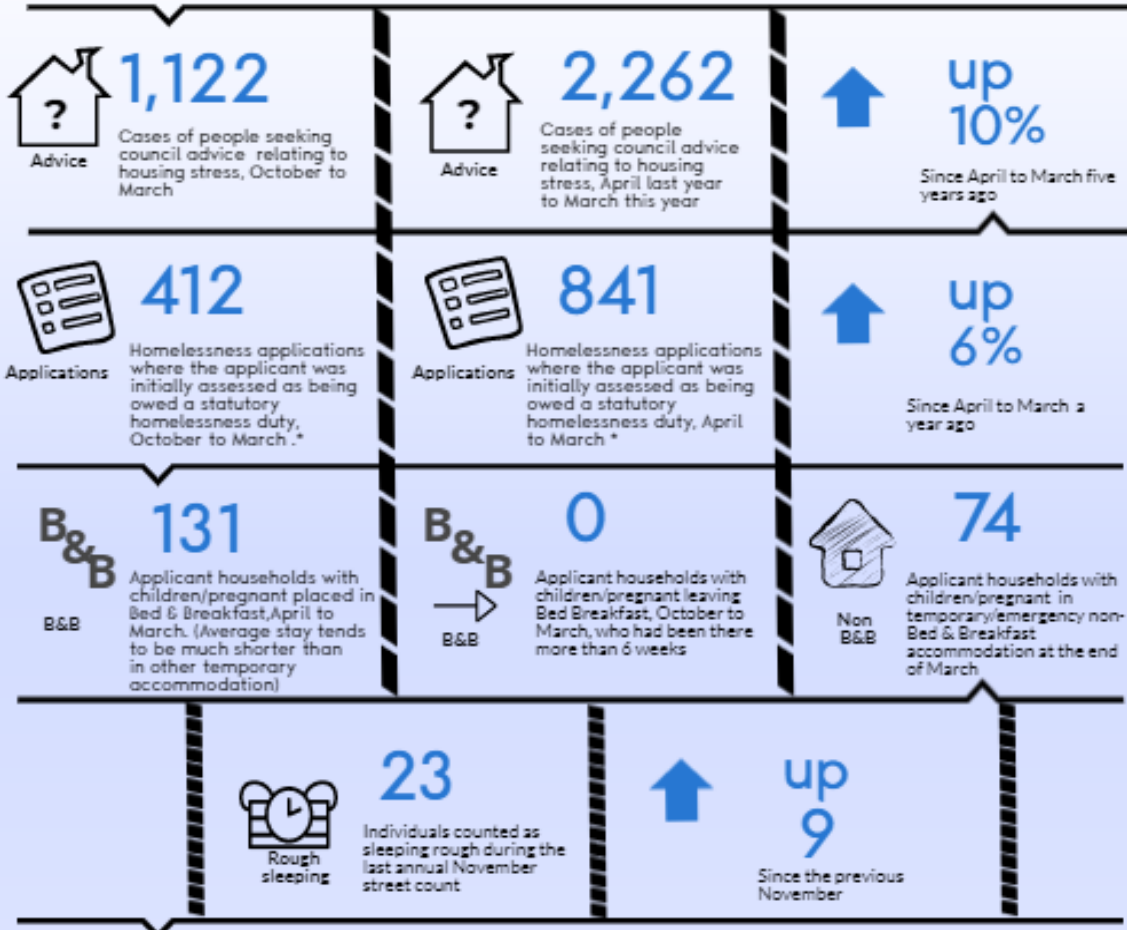 ?
Advice
1,122
Cases of people seeking
council advice relating to
housing stress, October to
March
?
Advice
2,262
Cases of people
seeking council advice
relating to housing
stress, April last year
to March this year
up
10%
Since April to March five
years ago
Applications
412
Homelessness applications
where the applicant was
initially assessed as being
owed a statutory
homelessness duty,
October to March .*
Applications
841
Homelessness applications
where the applicant was
initially assessed as being
owed a statutory
homelessness duty, April
to March *
up
6%
Since April to March a
year ago
B&B
B&B
131
Applicant households with
children/pregnant placed in
Bed & Breakfast,April to
March. (Average stay tends
to be much shorter than
in other temporary
accommodation)
B&B
B&B
0
Applicant households with
children/pregnant leaving
Bed Breakfast, October to
March, who had been there
more than 6 weeks
Non
B&B
74
Applicant households with
children/pregnant in
temporary/emergency non-
Bed & Breakfast
accommodation at the end
of March
Rough
sleeping
23
Individuals counted as
sleeping rough during the
last annual November
street count
up
9
Since the previous
November